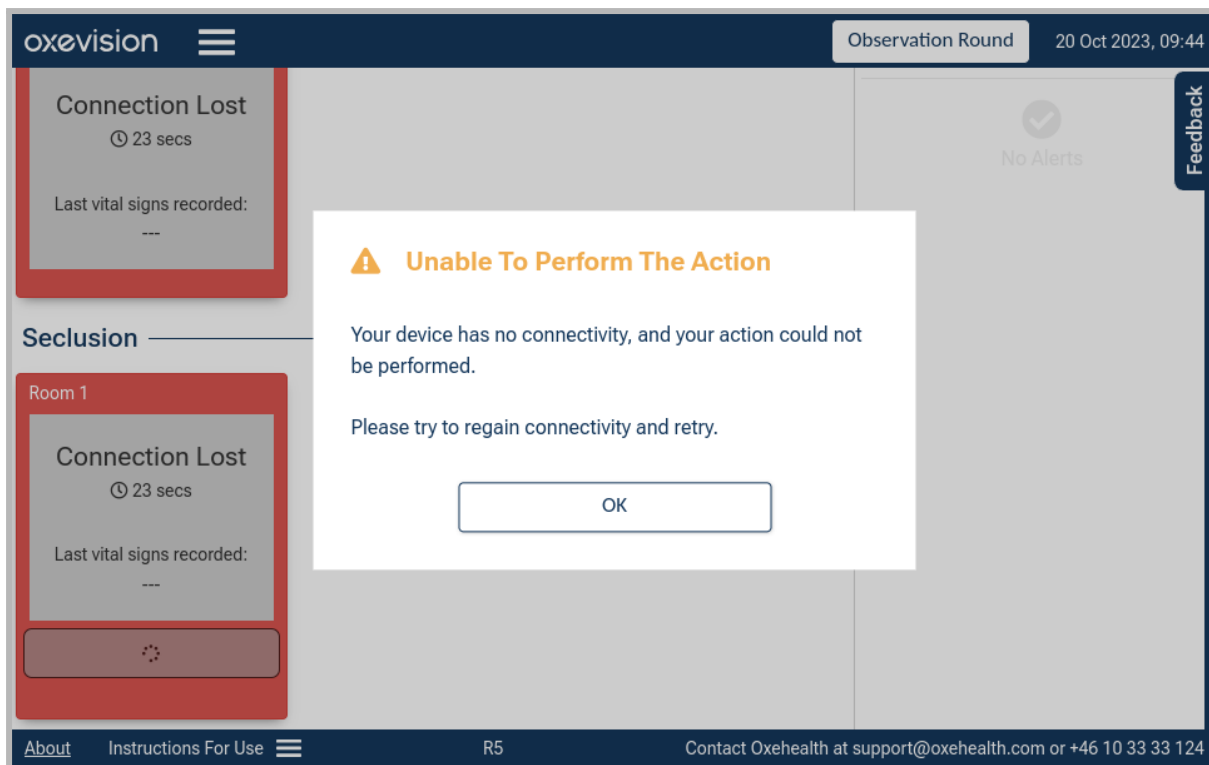 oxevision
Observation Round
20 Oct 2023, 09:44
Connection Lost
23 secs
Last vital signs recorded:
---
No Alerts
Feedback
Unable To Perform The Action
Your device has no connectivity, and your action could not
be performed.
Please try to regain connectivity and retry.
OK
Seclusion
Room 1
Connection Lost
23 secs
Last vital signs recorded:
---
About
Instructions For Use
R5
Contact Oxehealth at support@oxehealth.com or +46 10 33 33 124